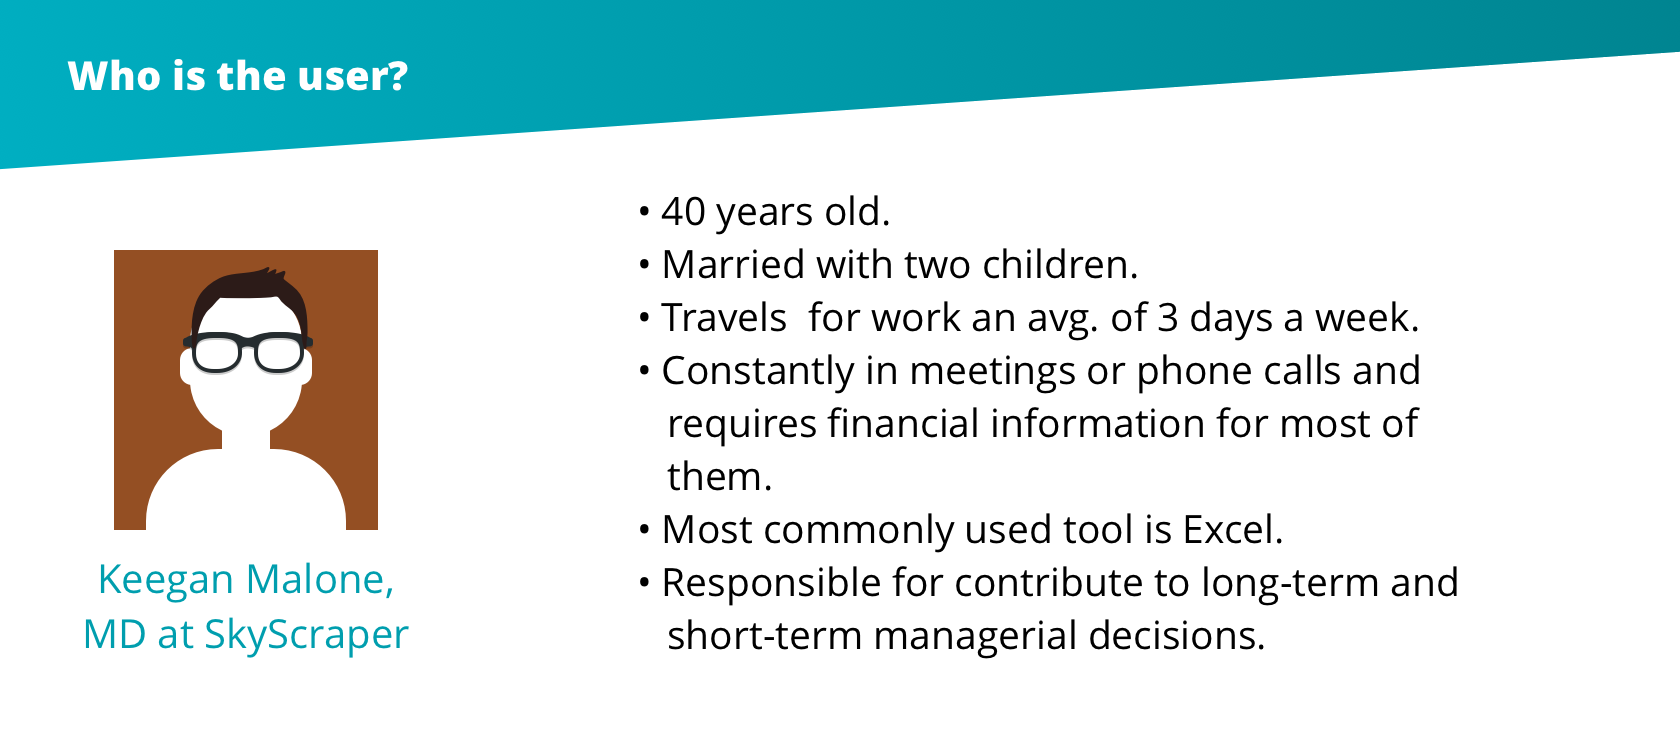 Who is the user?
Keegan Malone,
MD at SkyScraper
• 40 years old.
• Married with two children.
• Travels  for work an avg. of 3 days a week.
• Constantly in meetings or phone calls and
requires financial information for most of
them.
• Most commonly used tool is Excel.
• Responsible for contribute to long-term and
short-term managerial decisions.